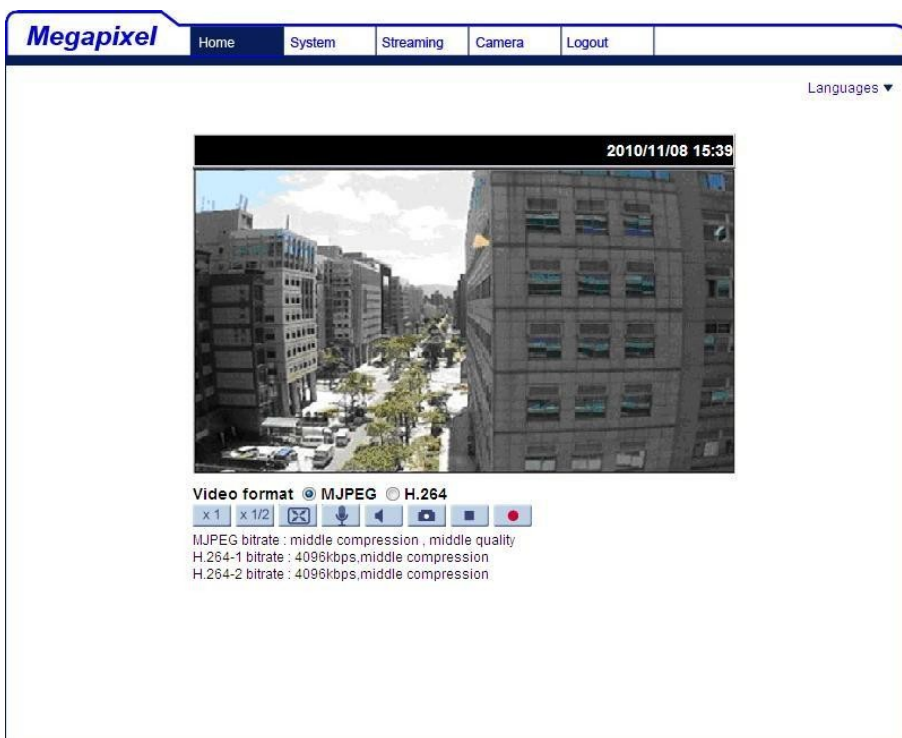 Megapixel
Home System Streaming Camera Logout
Languages ▼
2010/11/08 15:39
Video format MJPEG H.264
x 1 x 1/2
MJPEG bitrate : middle compression , middle quality
H.264-1 bitrate : 4096kbps,middle compression
H.264-2 bitrate : 4096kbps,middle compression